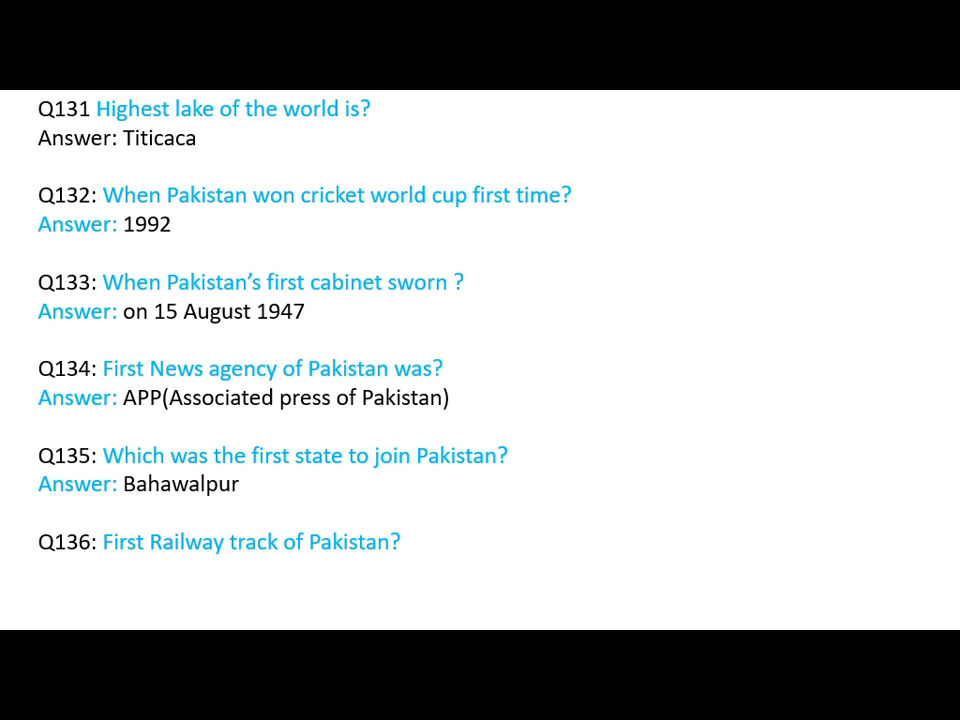 Q131 Highest lake of the world is?
Answer: Titicaca
Q132: When Pakistan won cricket world cup first time?
Answer: 1992
Q133: When Pakistan’s first cabinet sworn ?
Answer: on 15 August 1947
Q134: First News agency of Pakistan was?
Answer: APP(Associated press of Pakistan)
Q135: Which was the first state to join Pakistan?
Answer: Bahawalpur
Q136: First Railway track of Pakistan?